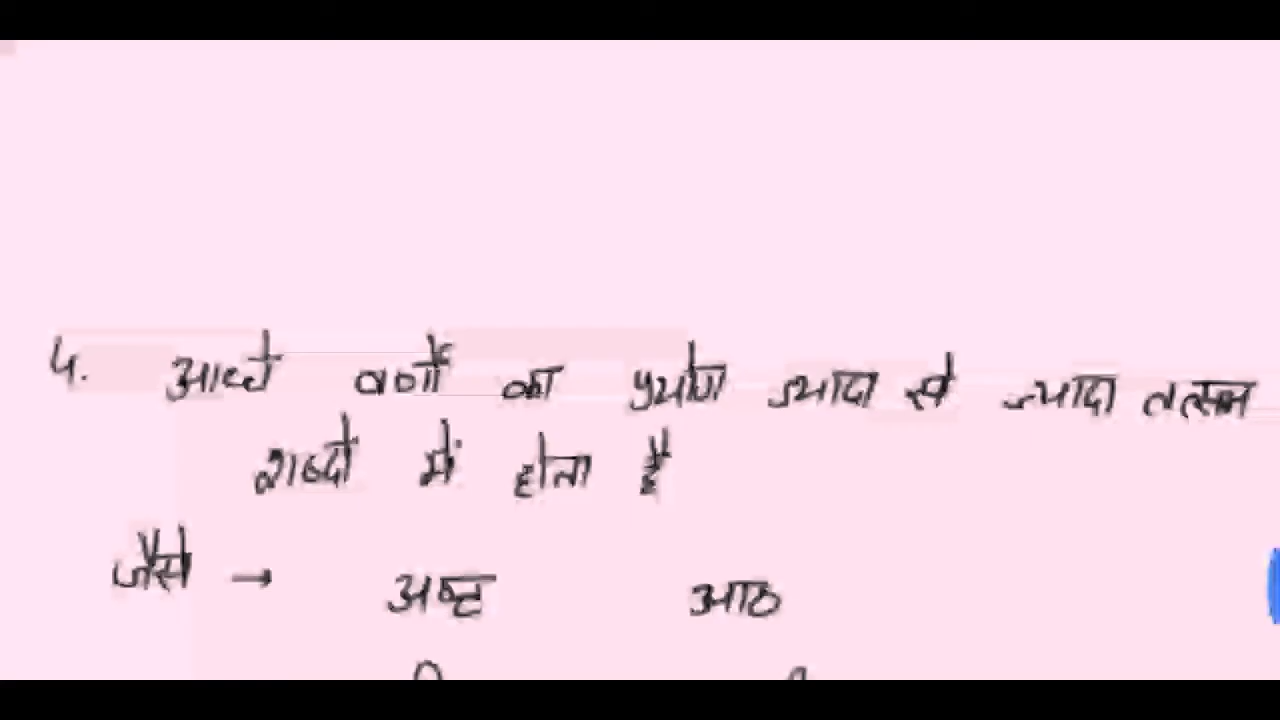 4. आधे वर्णों का प्रयोग ज्यादा से ज्यादा तत्सम
शब्दों में होता है
जैसे → अष्ट आठ